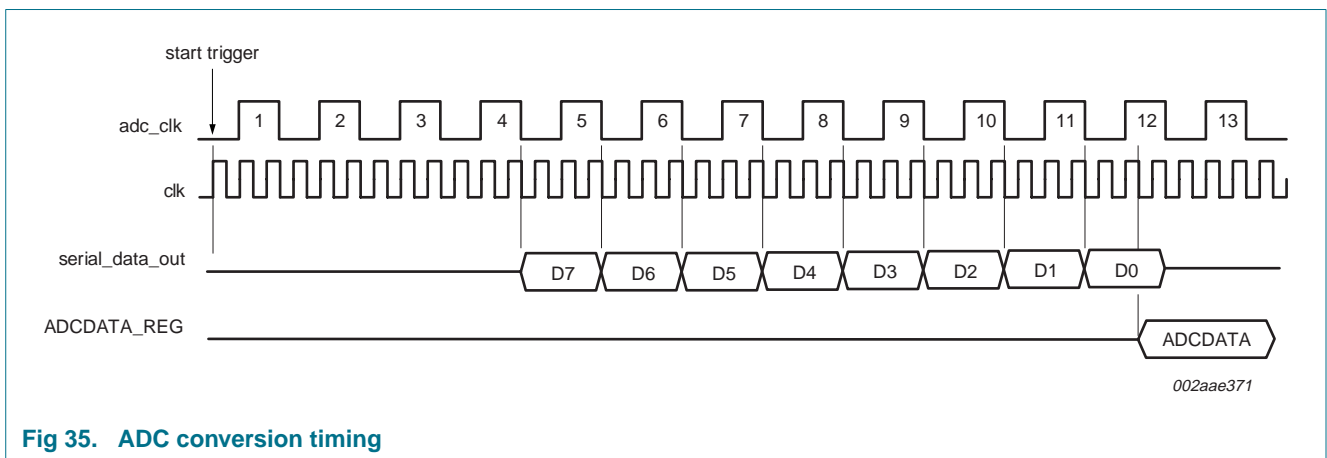 start trigger
adc_clk 1 2 3 4 5 6 7 8 9 10 11 12 13
clk
serial_data_out D7 D6 D5 D4 D3 D2 D1 D0
ADCDATA_REG ADCDATA
002aae371
Fig 35. ADC conversion timing